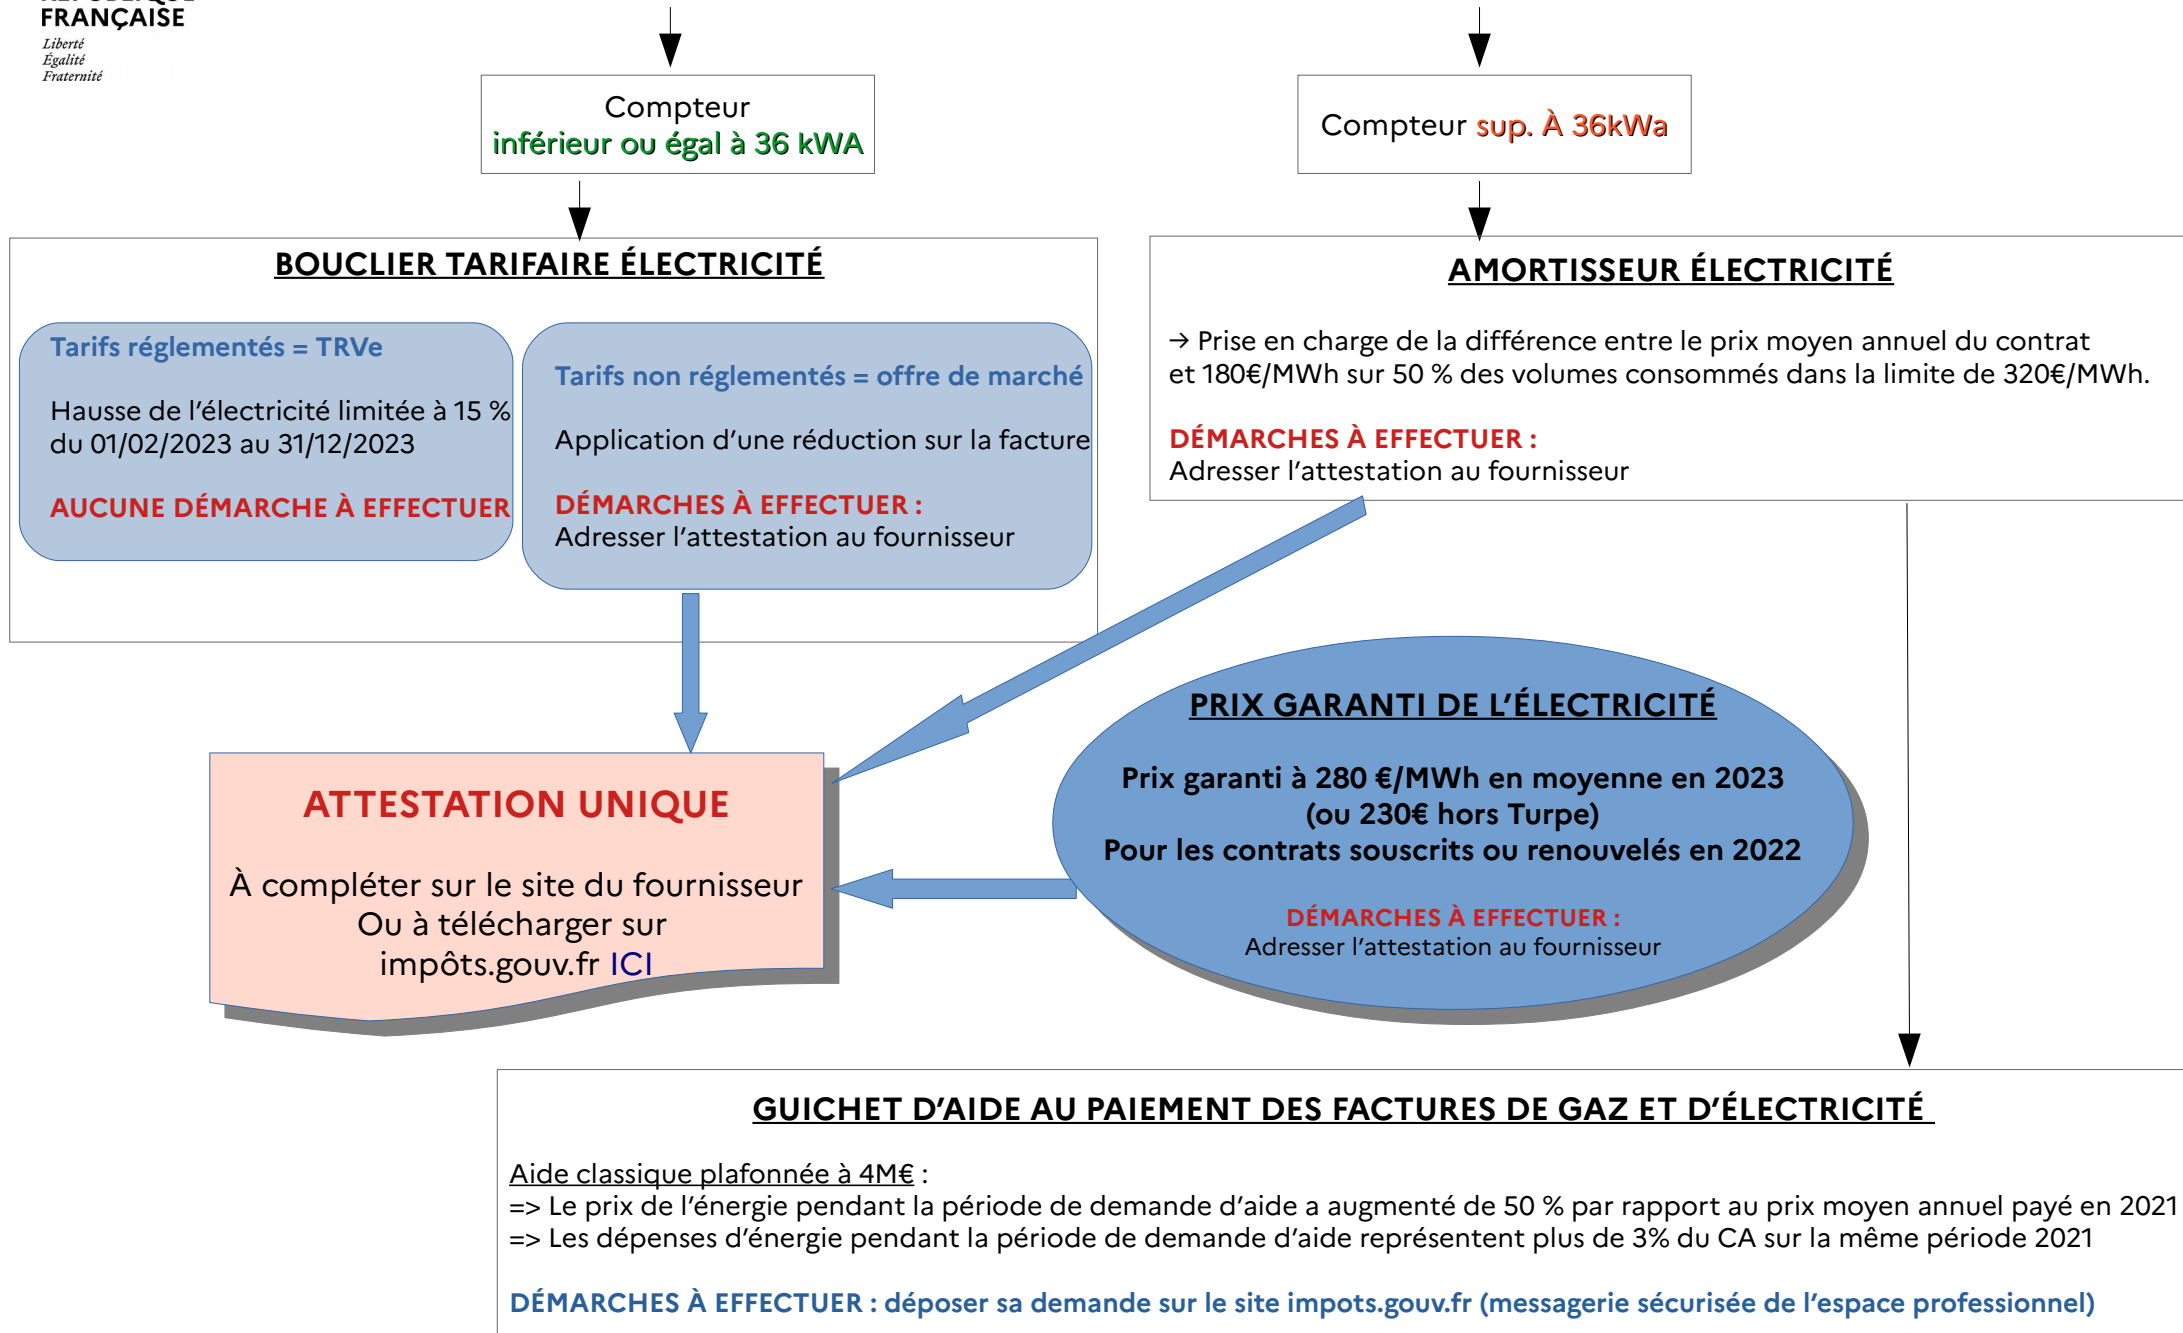 FRANÇAISE
Liberté
Égalité
Fraternité
Compteur
inférieur ou égal à 36 kWA
Compteur sup. À 36kWa
BOUCLIER TARIFAIRE ÉLECTRICITÉ
Tarifs réglementés = TRVe
Hausse de l’électricité limitée à 15 %
du 01/02/2023 au 31/12/2023
AUCUNE DÉMARCHE À EFFECTUER
Tarifs non réglementés = offre de marché
Application d’une réduction sur la facture
DÉMARCHES À EFFECTUER :
Adresser l’attestation au fournisseur
AMORTISSEUR ÉLECTRICITÉ
→ Prise en charge de la différence entre le prix moyen annuel du contrat
et 180€/MWh sur 50 % des volumes consommés dans la limite de 320€/MWh.
DÉMARCHES À EFFECTUER :
Adresser l’attestation au fournisseur
ATTESTATION UNIQUE
À compléter sur le site du fournisseur
Ou à télécharger sur
impôts.gouv.fr ICI
PRIX GARANTI DE L’ÉLECTRICITÉ
Prix garanti à 280 €/MWh en moyenne en 2023
(ou 230€ hors Turpe)
Pour les contrats souscrits ou renouvelés en 2022
DÉMARCHES À EFFECTUER :
Adresser l’attestation au fournisseur
GUICHET D’AIDE AU PAIEMENT DES FACTURES DE GAZ ET D’ÉLECTRICITÉ
Aide classique plafonnée à 4M€ :
=> Le prix de l’énergie pendant la période de demande d’aide a augmenté de 50 % par rapport au prix moyen annuel payé en 2021
=> Les dépenses d’énergie pendant la période de demande d’aide représentent plus de 3% du CA sur la même période 2021
DÉMARCHES À EFFECTUER : déposer sa demande sur le site impots.gouv.fr (messagerie sécurisée de l’espace professionnel)